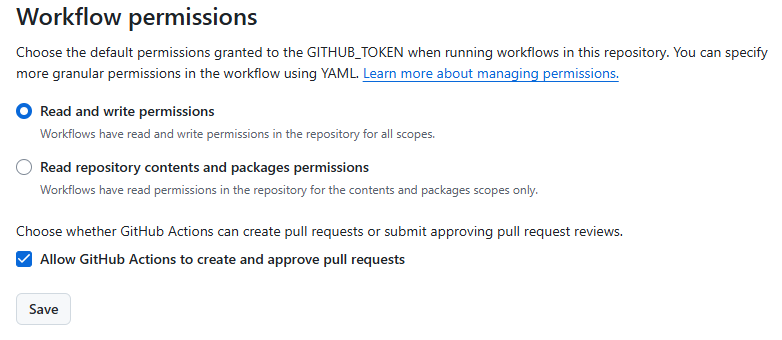 Workflow permissions
Choose the default permissions granted to the GITHUB_TOKEN when running workflows in this repository. You can specify
more granular permissions in the workflow using YAML. Learn more about managing permissions.
Read and write permissions
Workflows have read and write permissions in the repository for all scopes.
Read repository contents and packages permissions
Workflows have read permissions in the repository for the contents and packages scopes only.
Choose whether GitHub Actions can create pull requests or submit approving pull request reviews.
Allow GitHub Actions to create and approve pull requests
Save